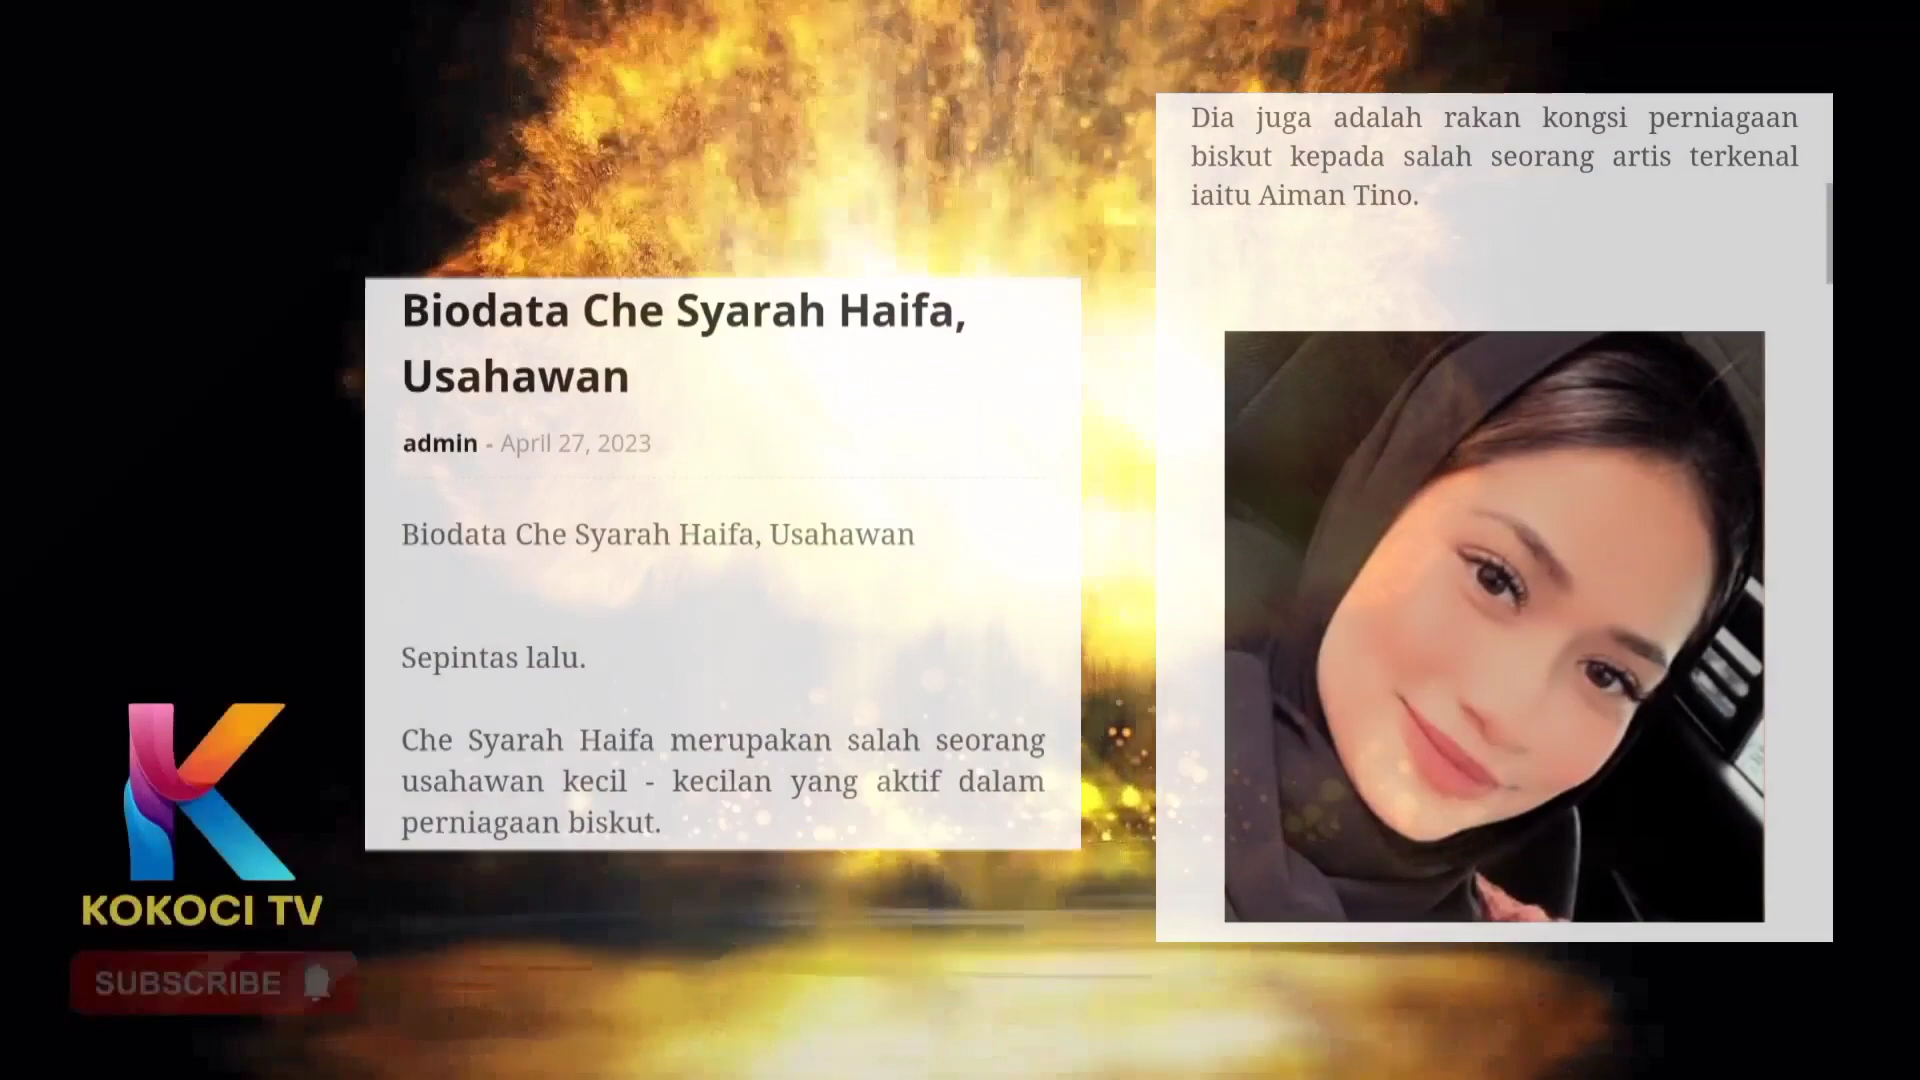 Biodata Che Syarah Haifa,
Usahawan
admin - April 27, 2023
Biodata Che Syarah Haifa, Usahawan
Sepintas lalu.
Che Syarah Haifa merupakan salah seorang
usahawan kecil - kecilan yang aktif dalam
perniagaan biskut.
Dia juga adalah rakan kongsi perniagaan
biskut kepada salah seorang artis terkenal
iaitu Aiman Tino.
KOKOCI TV
SUBSCRIBE